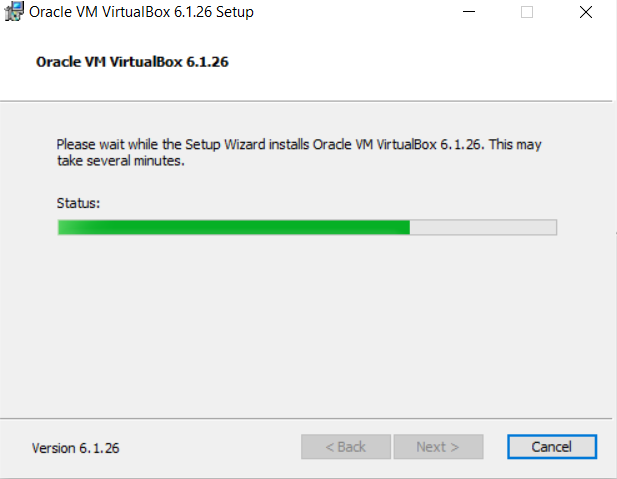 Oracle VM VirtualBox 6.1.26 Setup
Oracle VM VirtualBox 6.1.26
Please wait while the Setup Wizard installs Oracle VM VirtualBox 6.1.26. This may
take several minutes.
Status:
Version 6.1.26
< Back
Next >
Cancel